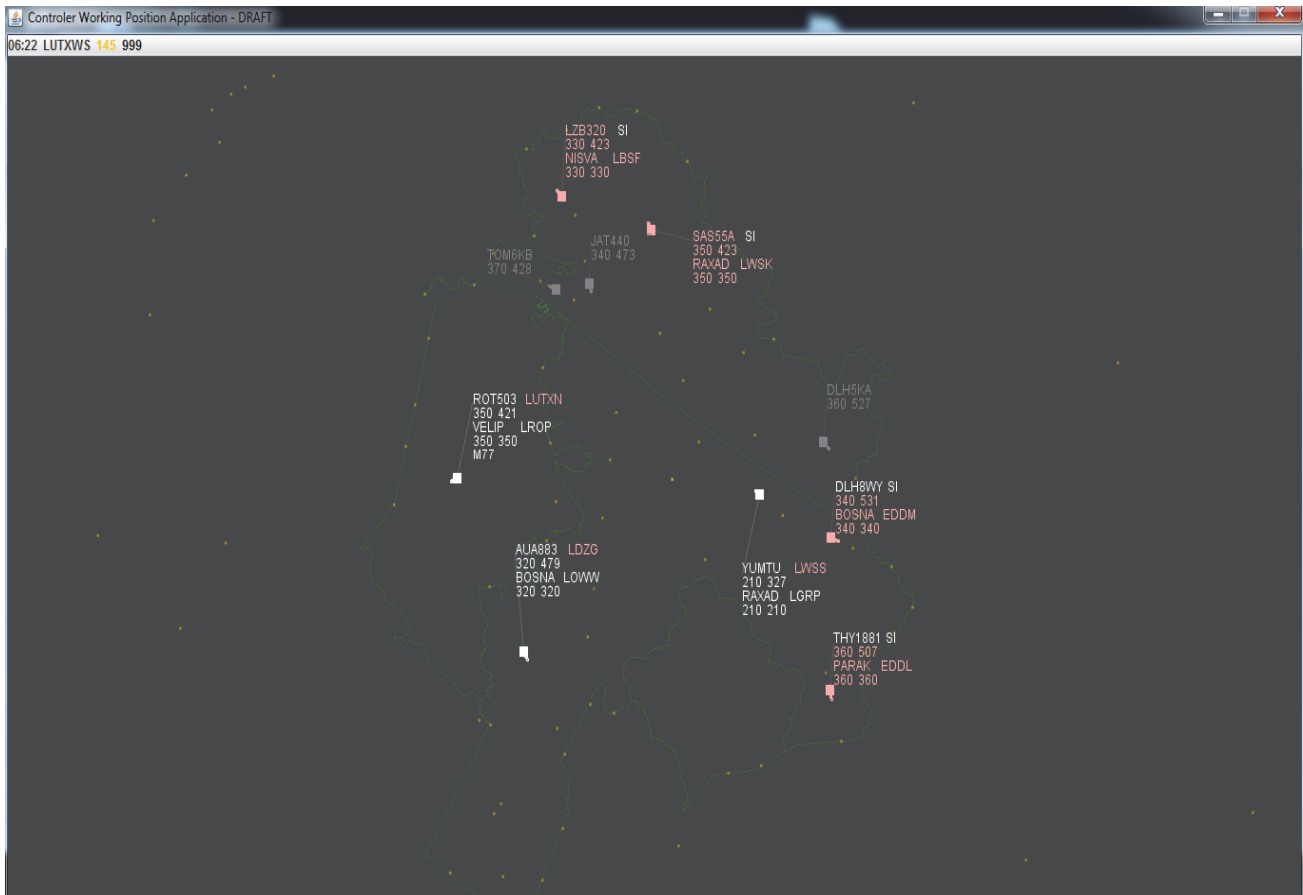 Controler Working Position Application - DRAFT
06:22 LUTXWS 145 999
LZB320 SI
330 423
NISVA LBSF
330 330
SAS55A SI
350 423
RAXAD LWSK
350 350
JAT440
340 473
TOM6KB
370 428
DLH5KA
360 527
ROT503 LUTXN
350 421
VELIP LROP
350 350
M77
DLH8WY SI
340 531
BOSNA EDDM
340 340
AUA883 LDZG
320 479
BOSNA LOWW
320 320
YUMTU LWSS
210 327
RAXAD LGRP
210 210
THY1881 SI
360 507
PARAK EDDL
360 360